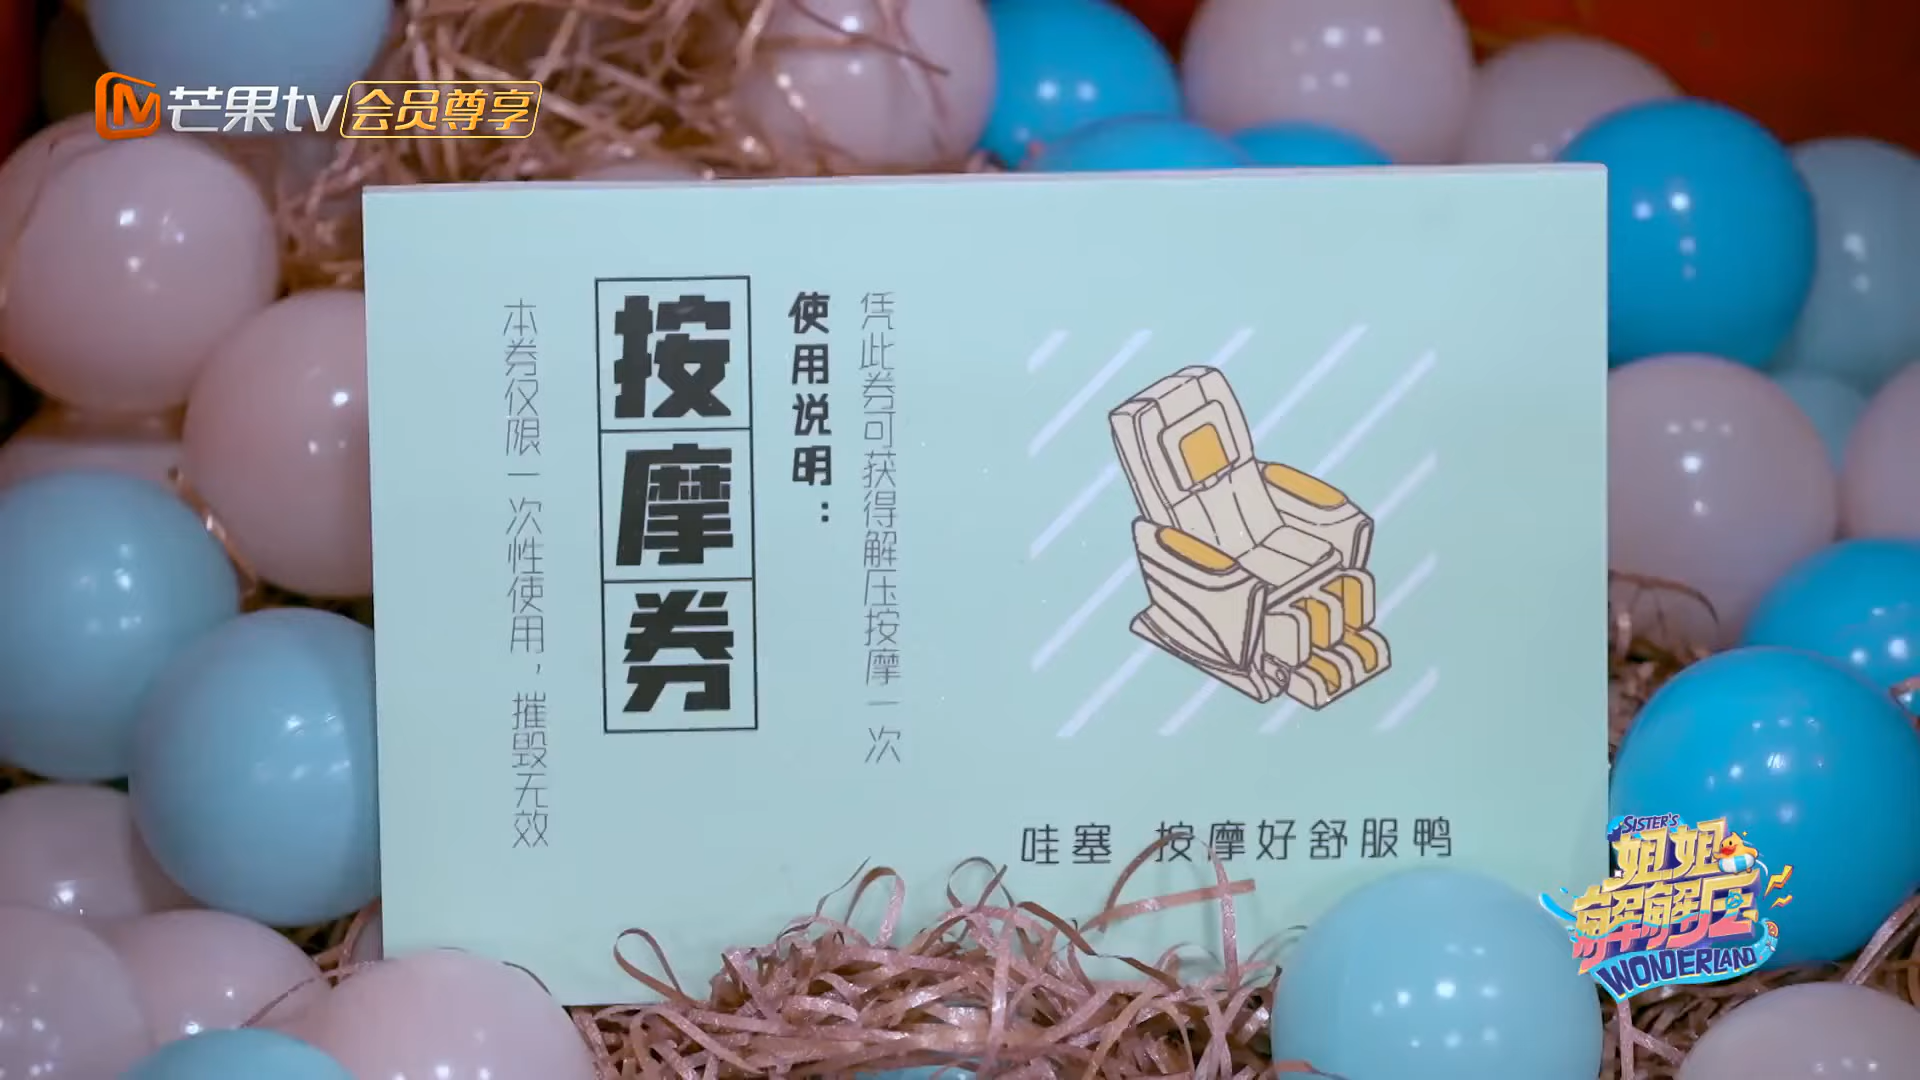 芒果tv会员尊享
凭此券可获得解压按摩一次
使用说明：
按摩券
本券仅限一次性使用，摧毁无效
哇塞 按摩好舒服鸭
SISTER'S
姐姐
解解压
WONDERLAND